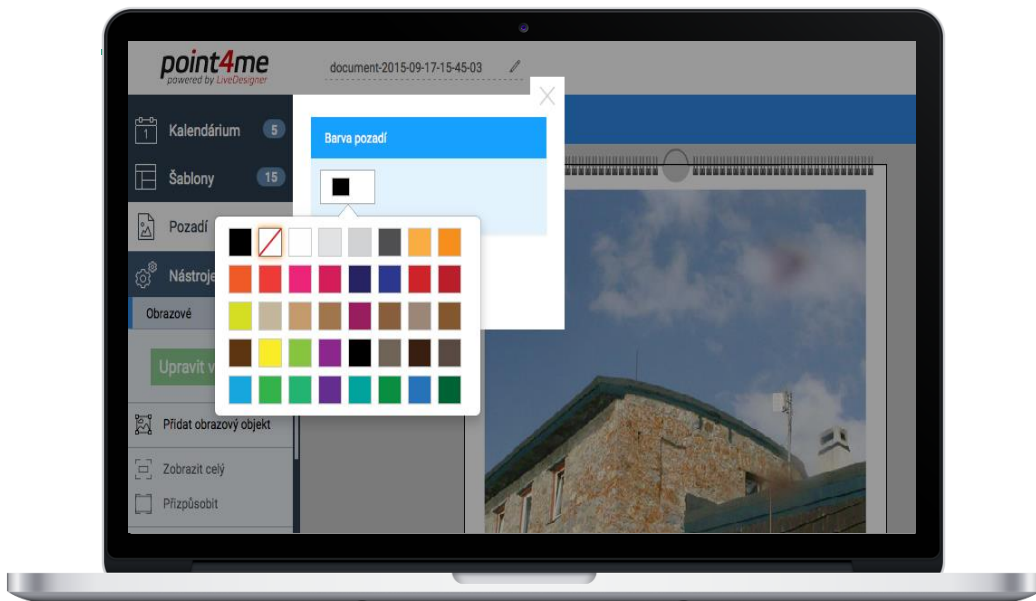 point4me
powered by LiveDesigner
document-2015-09-17-15-45-03
1
Kalendárium 5
Šablony 15
Pozadí
Nástroje
Obrazové
Upravit v
Přidat obrazový objekt
Zobrazit celý
Přizpůsobit
Barva pozadí